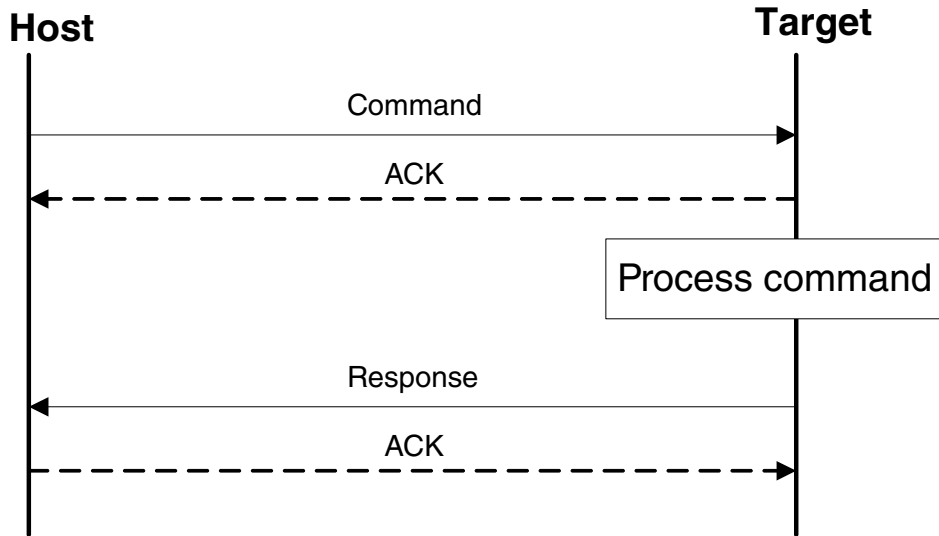 Host
Target
Command
ACK
Process command
Response
ACK